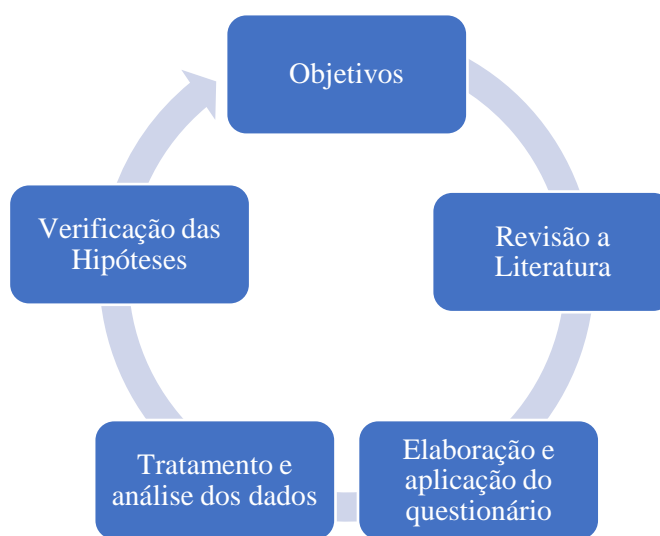 Objetivos
Revisão a
Literatura
Elaboração e
aplicação do
questionário
Tratamento e
análise dos dados
Verificação das
Hipóteses